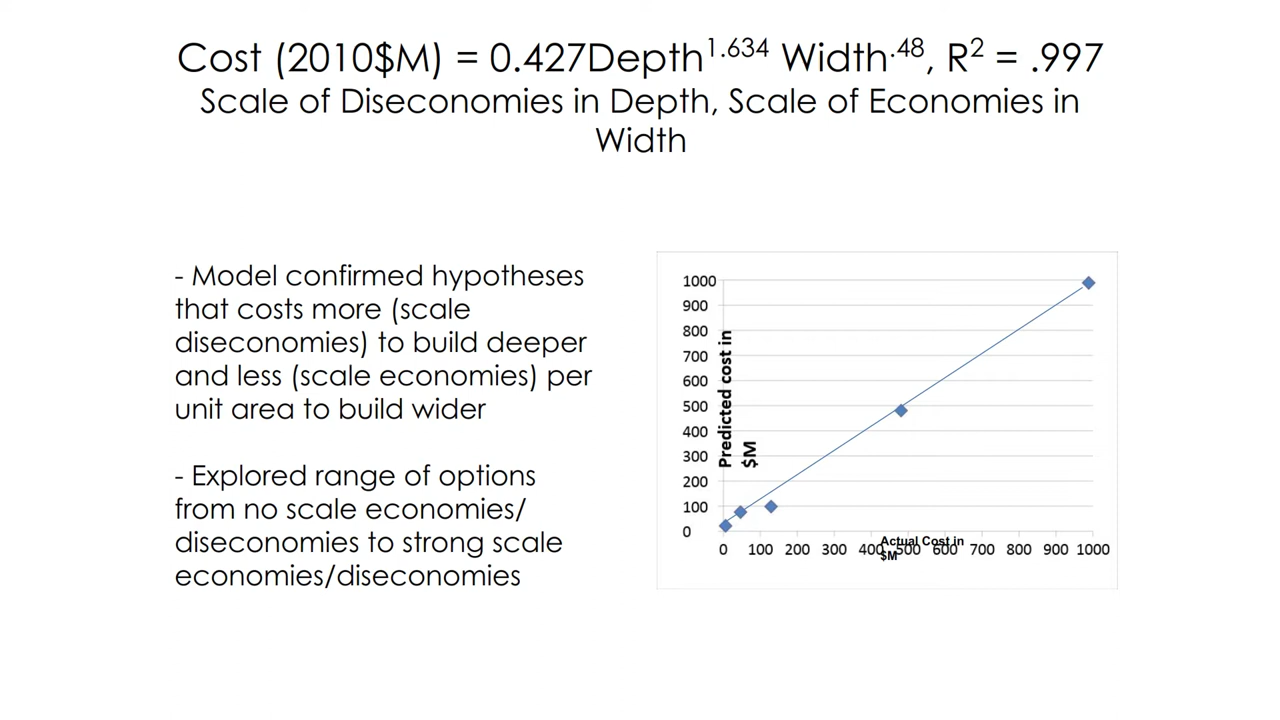 Cost (2010$M) = 0.427Depth^1.634 Width^.48, R^2 = .997
Scale of Diseconomies in Depth, Scale of Economies in
Width
- Model confirmed hypotheses
that costs more (scale
diseconomies) to build deeper
and less (scale economies) per
unit area to build wider
- Explored range of options
from no scale economies/
diseconomies to strong scale
economies/diseconomies
1000
900
800
700
600
500
400
300
200
100
0
Predicted cost in
$M
0 100 200 300 400 500 600 700 800 900 1000
Actual Cost in
$M